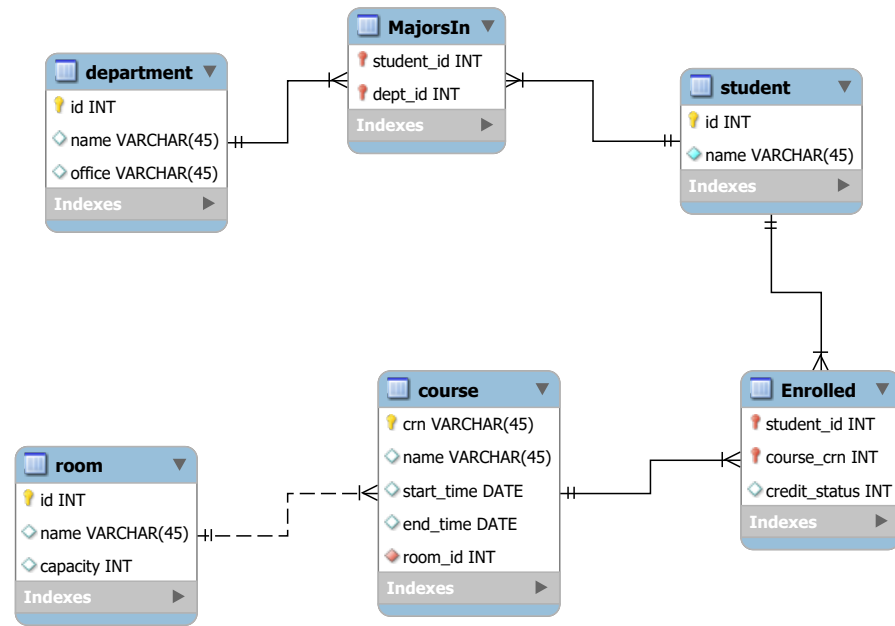 MajorsIn
student_id INT
dept_id INT
Indexes
department
id INT
name VARCHAR(45)
office VARCHAR(45)
Indexes
student
id INT
name VARCHAR(45)
Indexes
course
crn VARCHAR(45)
name VARCHAR(45)
start_time DATE
end_time DATE
room_id INT
Indexes
Enrolled
student_id INT
course_crn INT
credit_status INT
Indexes
room
id INT
name VARCHAR(45)
capacity INT
Indexes